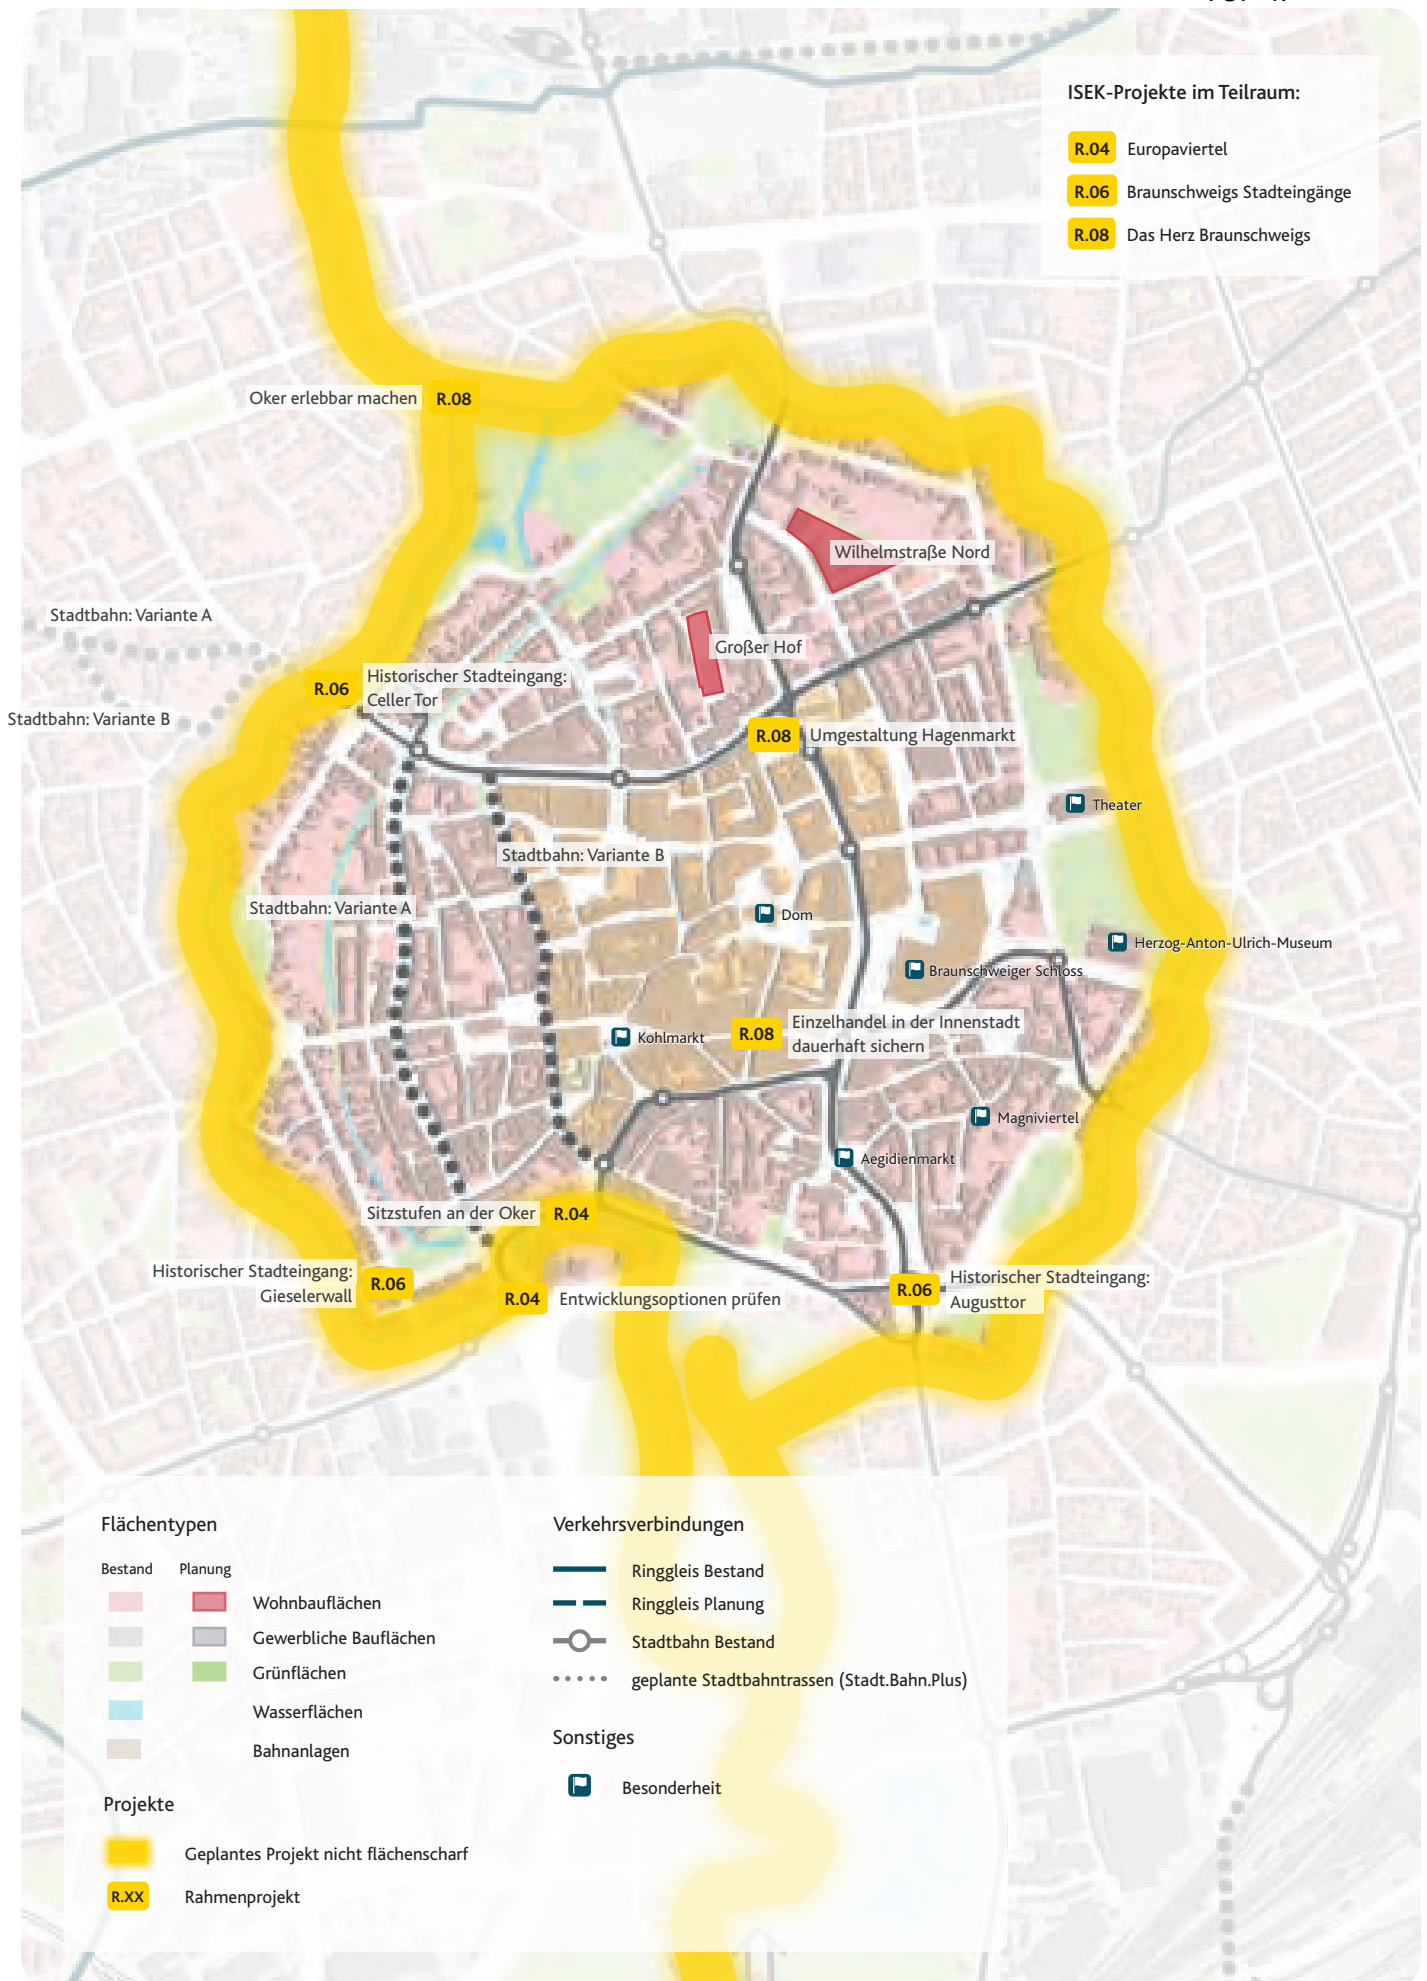 ISEK-Projekte im Teilraum:
R.04 Europaviertel
R.06 Braunschweigs Stadteingänge
R.08 Das Herz Braunschweigs
Oker erlebbar machen R.08
Wilhelmstraße Nord
Stadtbahn: Variante A
Großer Hof
R.06 Historischer Stadteingang:
Celler Tor
Stadtbahn: Variante B
R.08 Umgestaltung Hagenmarkt
Theater
Stadtbahn: Variante B
Stadtbahn: Variante A
Dom
Herzog-Anton-Ulrich-Museum
Braunschweiger Schloss
Kohlmarkt
R.08 Einzelhandel in der Innenstadt
dauerhaft sichern
Magniviertel
Aegidienmarkt
Sitzstufen an der Oker R.04
Historischer Stadteingang:
Gieselerwall R.06
R.04 Entwicklungsoptionen prüfen
R.06 Historischer Stadteingang:
Augusttor
Flächentypen
Bestand Planung
Wohnbauflächen
Gewerbliche Bauflächen
Grünflächen
Wasserflächen
Bahnanlagen
Projekte
Geplantes Projekt nicht flächenscharf
R.XX Rahmenprojekt
Verkehrsverbindungen
Ringgleis Bestand
Ringgleis Planung
Stadtbahn Bestand
geplante Stadtbahntrassen (Stadt.Bahn.Plus)
Sonstiges
Besonderheit